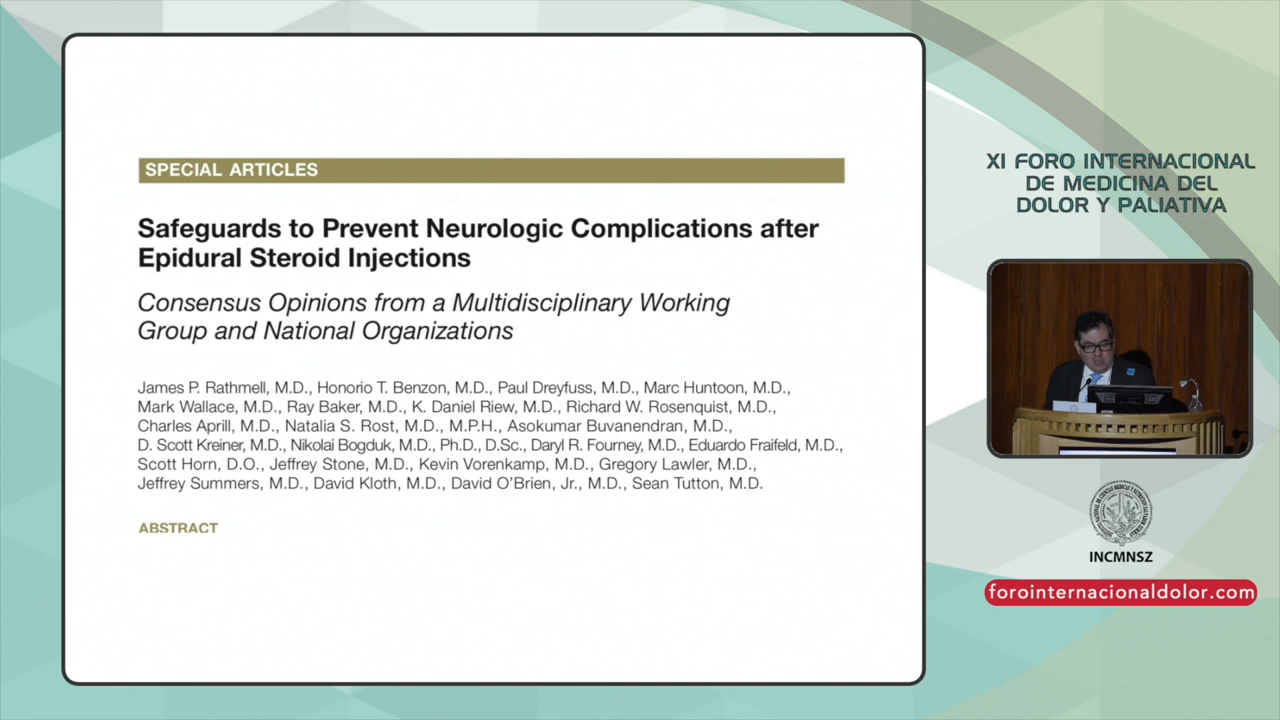 SPECIAL ARTICLES
Safeguards to Prevent Neurologic Complications after
Epidural Steroid Injections
Consensus Opinions from a Multidisciplinary Working
Group and National Organizations
James P. Rathmell, M.D., Honorio T. Benzon, M.D., Paul Dreyfuss, M.D., Marc Huntoon, M.D.,
Mark Wallace, M.D., Ray Baker, M.D., K. Daniel Riew, M.D., Richard W. Rosenquist, M.D.,
Charles Aprill, M.D., Natalia S. Rost, M.D., M.P.H., Asokumar Buvanendran, M.D.,
D. Scott Kreiner, M.D., Nikolai Bogduk, M.D., Ph.D., D.Sc., Daryl R. Fourney, M.D., Eduardo Fraifeld, M.D.,
Scott Horn, D.O., Jeffrey Stone, M.D., Kevin Vorenkamp, M.D., Gregory Lawler, M.D.,
Jeffrey Summers, M.D., David Kloth, M.D., David O'Brien, Jr., M.D., Sean Tutton, M.D.
ABSTRACT
XI FORO INTERNACIONAL
DE MEDICINA DEL
DOLOR Y PALIATIVA
INCMNSZ
forointernacionaldolor.com